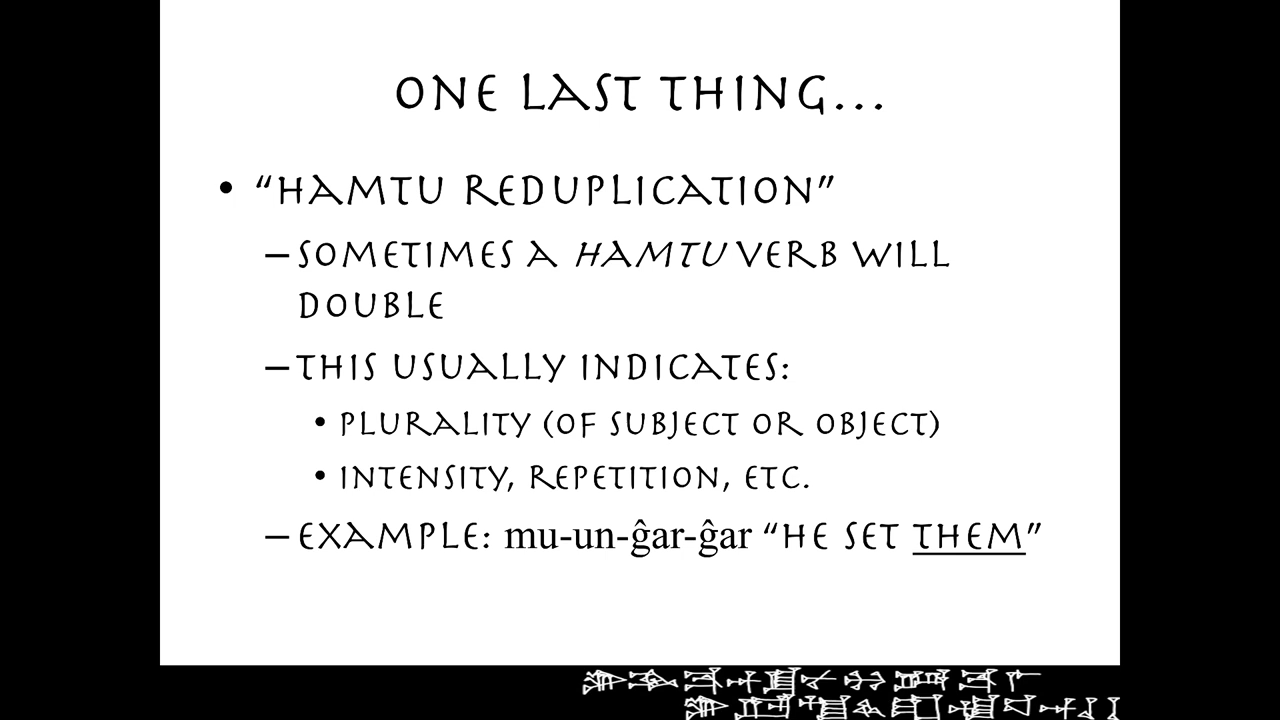 One Last Thing...
• “Hamtu Reduplication”
– Sometimes a hamtu verb will
double
– This usually indicates:
• Plurality (of subject or object)
• Intensity, repetition, etc.
– Example: mu-un-ĝar-ĝar “he set them”